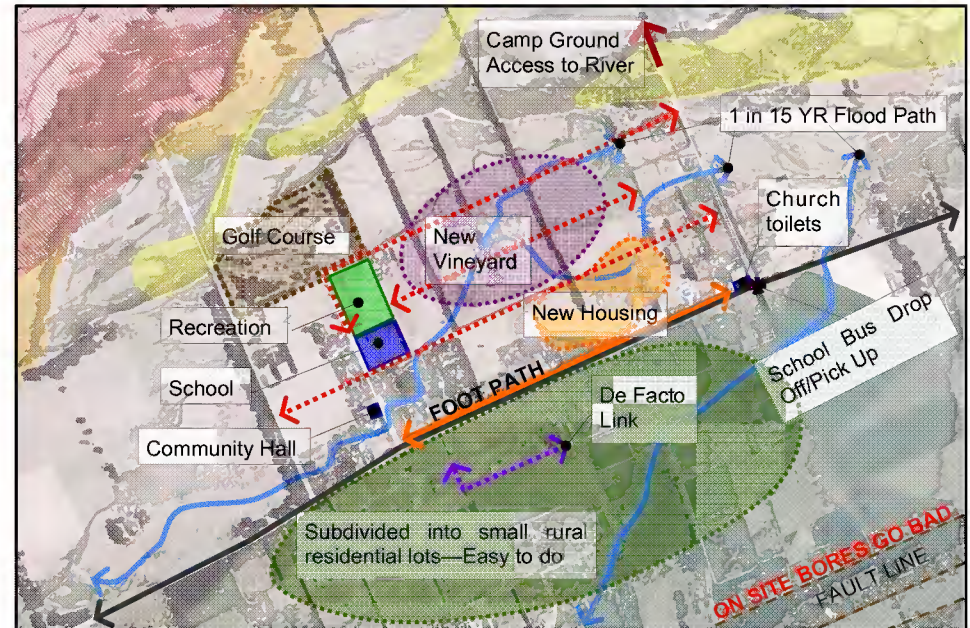 Camp Ground
Access to River
1 in 15 YR Flood Path
Church
toilets
Golf Course
New
Vineyard
Recreation
New Housing
School Bus Drop
Off/Pick Up
School
FOOT PATH
De Facto
Link
Community Hall
Subdivided into small rural
residential lots—Easy to do
ON SITE BORES GO BAD
FAULT LINE